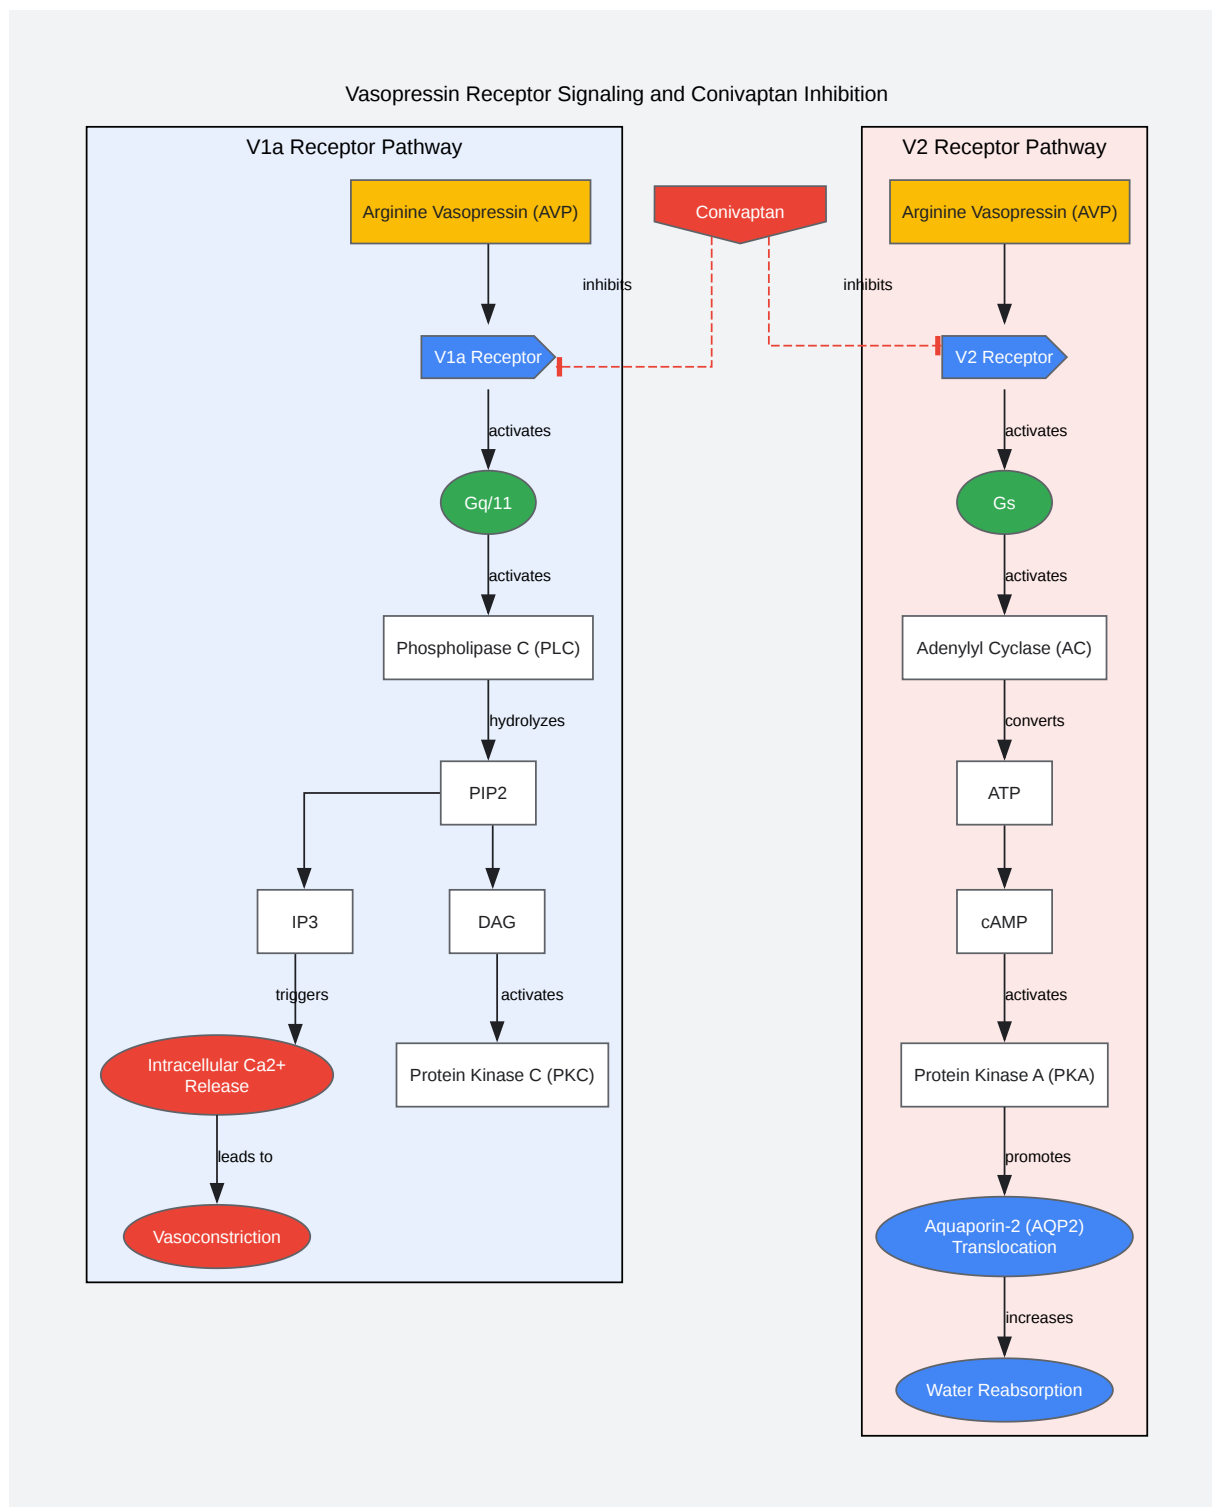 Vasopressin Receptor Signaling and Conivaptan Inhibition
V1a Receptor Pathway
Arginine Vasopressin (AVP)
V1a Receptor
activates
Gq/11
activates
Phospholipase C (PLC)
hydrolyzes
PIP2
IP3
DAG
triggers
activates
Intracellular Ca2+
Release
Protein Kinase C (PKC)
leads to
Vasoconstriction
Conivaptan
inhibits
inhibits
V2 Receptor Pathway
Arginine Vasopressin (AVP)
V2 Receptor
activates
Gs
activates
Adenylyl Cyclase (AC)
converts
ATP
cAMP
activates
Protein Kinase A (PKA)
promotes
Aquaporin-2 (AQP2)
Translocation
increases
Water Reabsorption